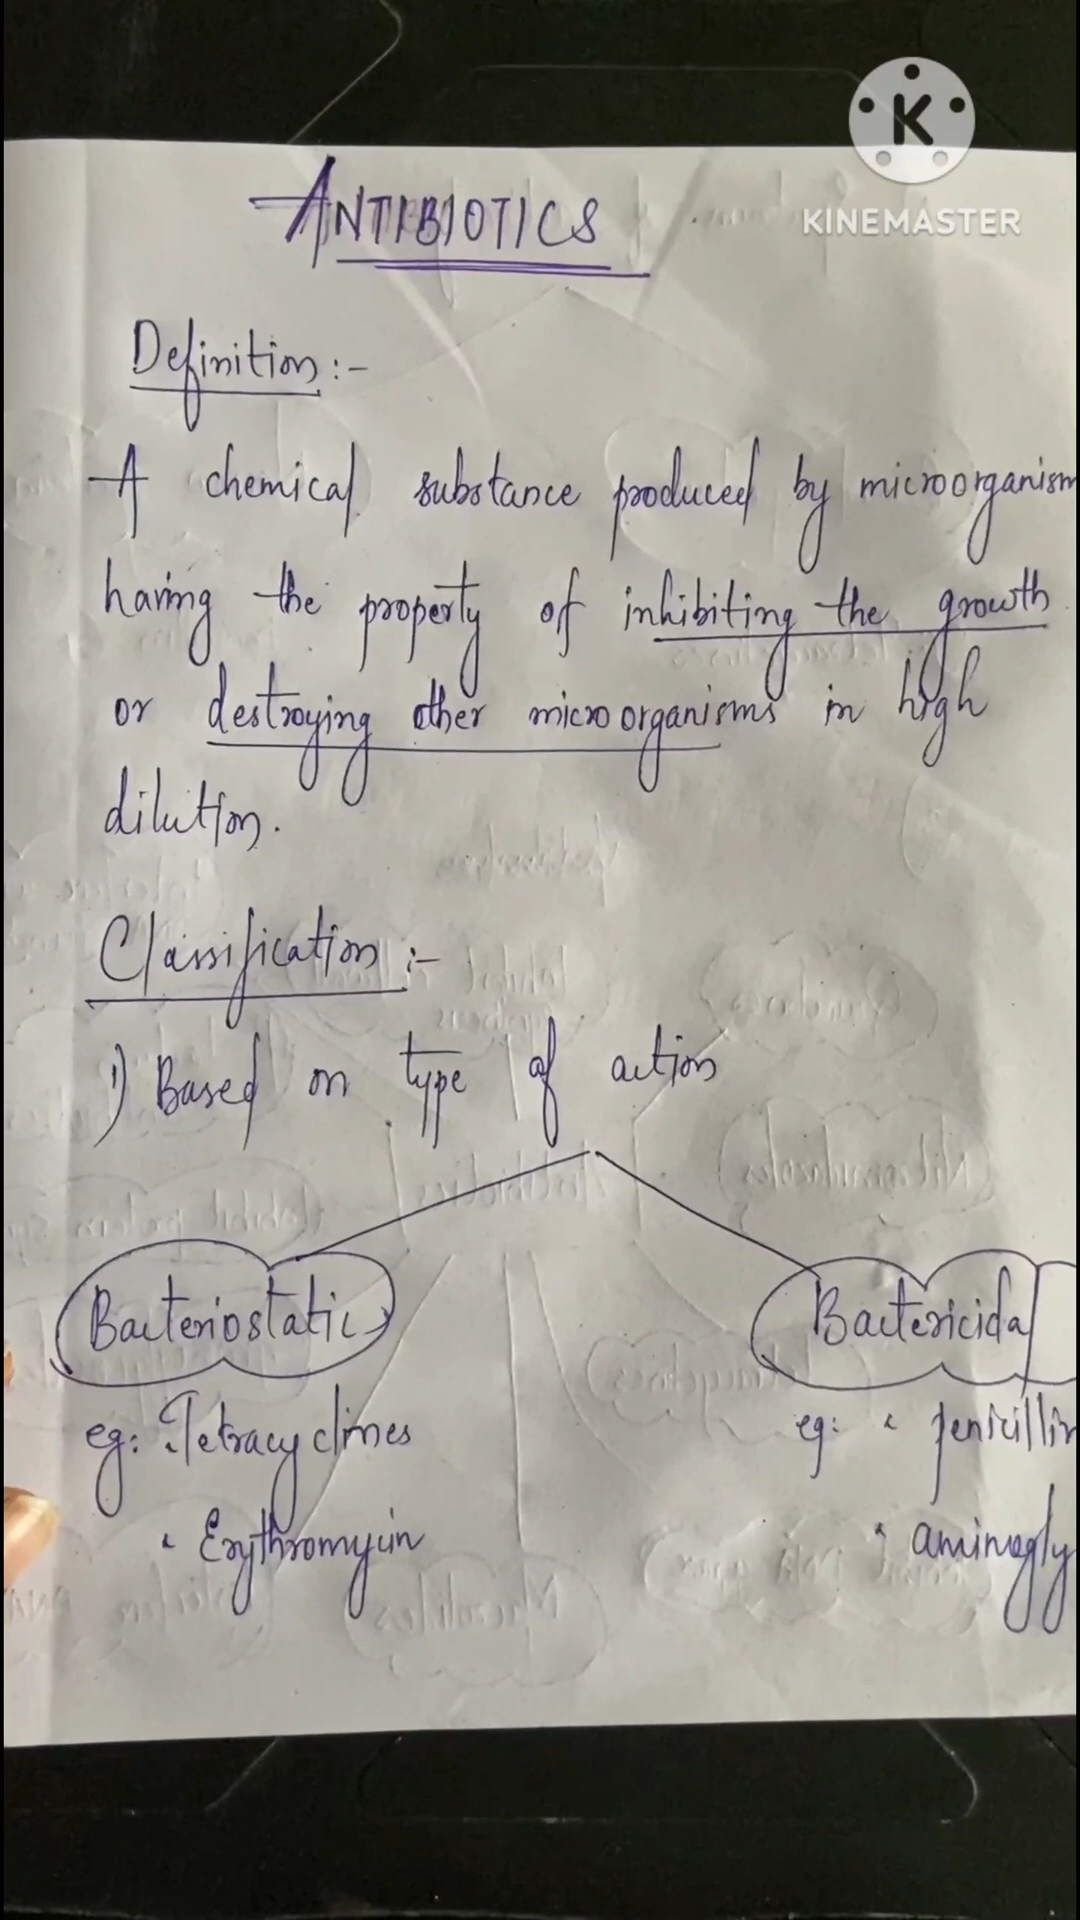 K
KINEMASTER
ANTIBIOTICS
Definition :-
A chemical substance produced by microorganism
having the property of inhibiting the growth
or destroying other microorganisms in high
dilution.
Classification :-
1) Based on type of action
Bacteriostatic
Bactericidal
eg: Tetracyclines
eg: penicillin
Erythromycin
aminogly